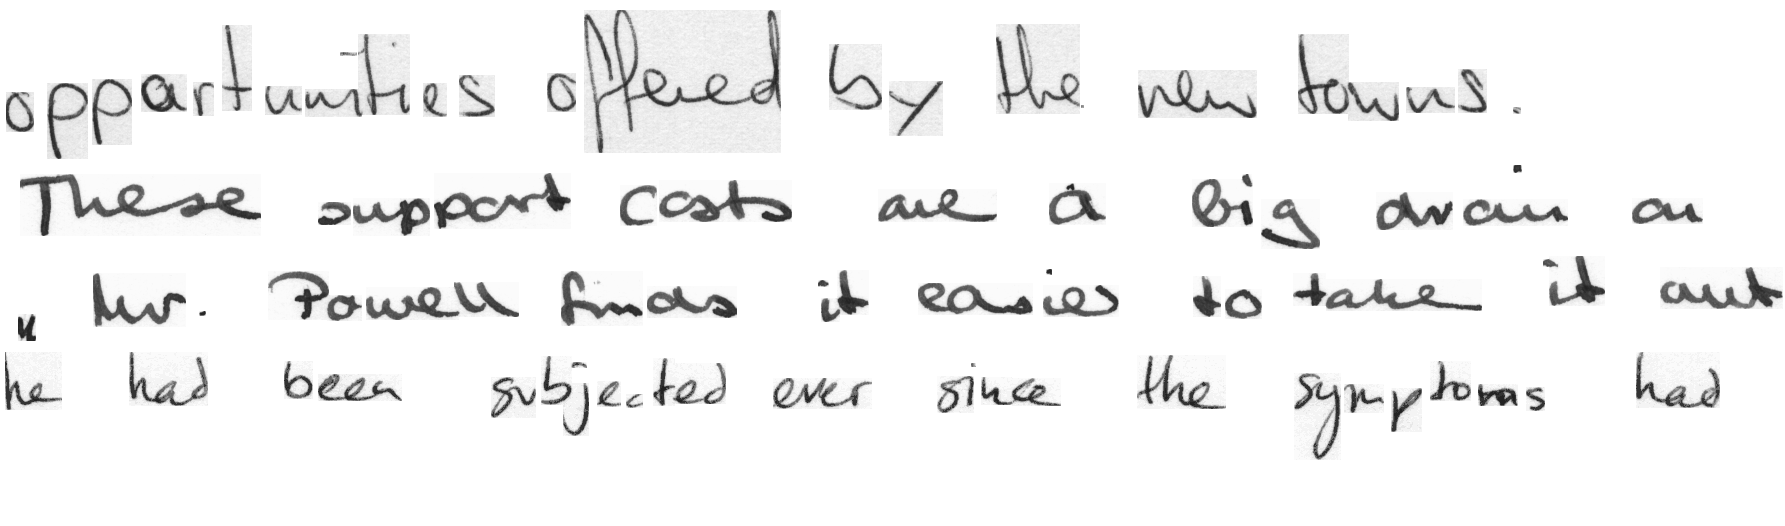 opportunities offered by the new towns.
These support costs are a big drain on
" Mr. Powell finds it easier to take it out
he had been subjected ever since the symptoms had